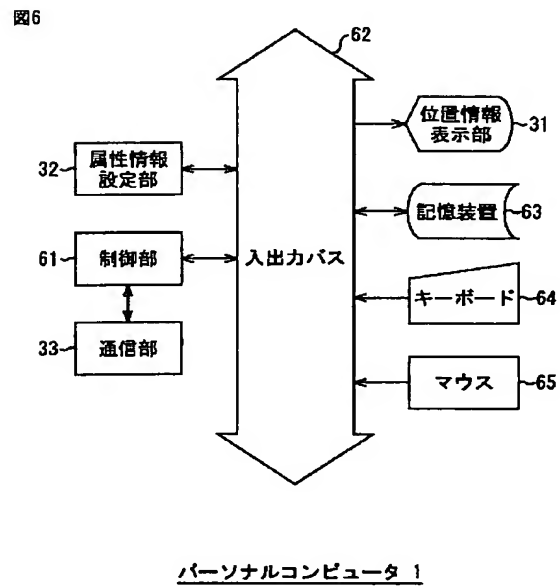 図6
62
位置情報
表示部
31
属性情報
設定部
32
記憶装置
63
61
制御部
入出力バス
キーボード
64
33
通信部
マウス
65
パーソナルコンピュータ 1